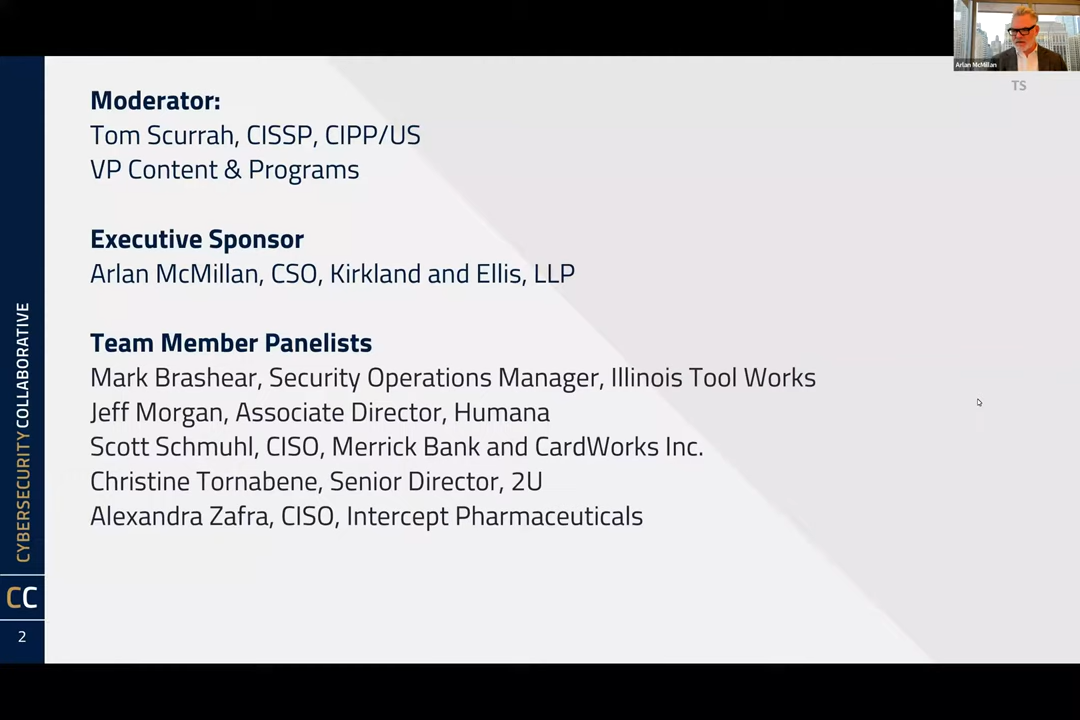 Moderator:
Tom Scurrah, CISSP, CIPP/US
VP Content & Programs
Executive Sponsor
Arlan McMillan, CSO, Kirkland and Ellis, LLP
Team Member Panelists
Mark Brashear, Security Operations Manager, Illinois Tool Works
Jeff Morgan, Associate Director, Humana
Scott Schmuhl, CISO, Merrick Bank and CardWorks Inc.
Christine Tornabene, Senior Director, 2U
Alexandra Zafra, CISO, Intercept Pharmaceuticals
CYBERSECURITY COLLABORATIVE
CC
2
Arlan McMillan
TS